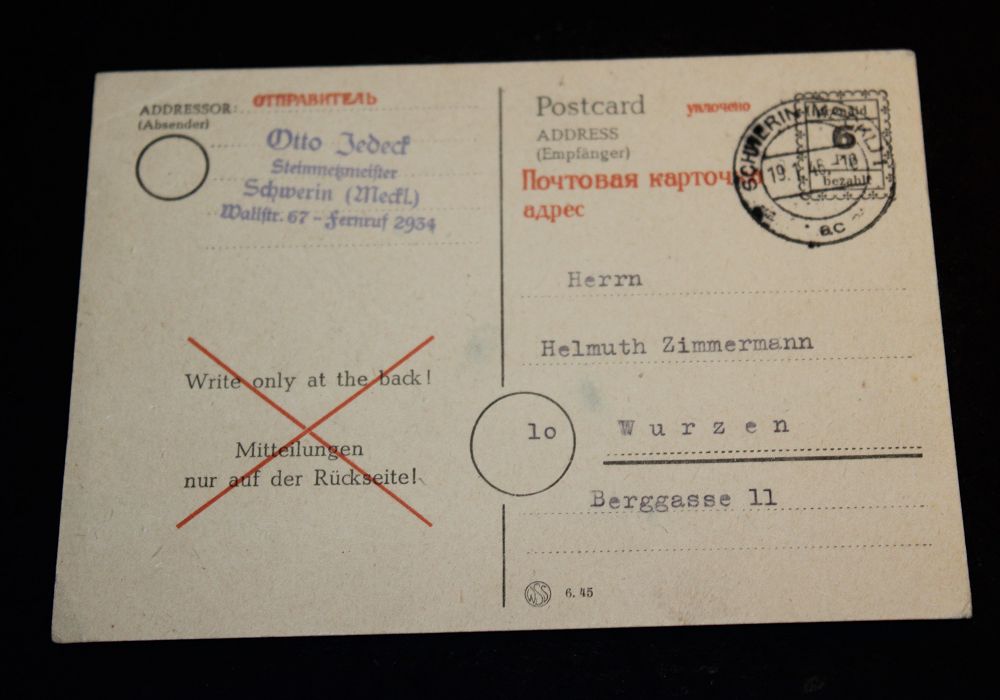 ADDRESSOR: ОТПРАВИТЕЛЬ
(Absender)
Otto Jedeck
Steinmetzmeister
Schwerin (Meckl.)
Wallstr. 67 - Fernruf 2934
Write only at the back!
Mitteilungen
nur auf der Rückseite!
Postcard уплочено
ADDRESS
(Empfänger)
Почтовая карточка
адрес
6
bezahlt
SCHWERIN
19.1.46.
ac
Herrn
Helmuth Zimmermann
10 Wurzen
Berggasse 11
6.45